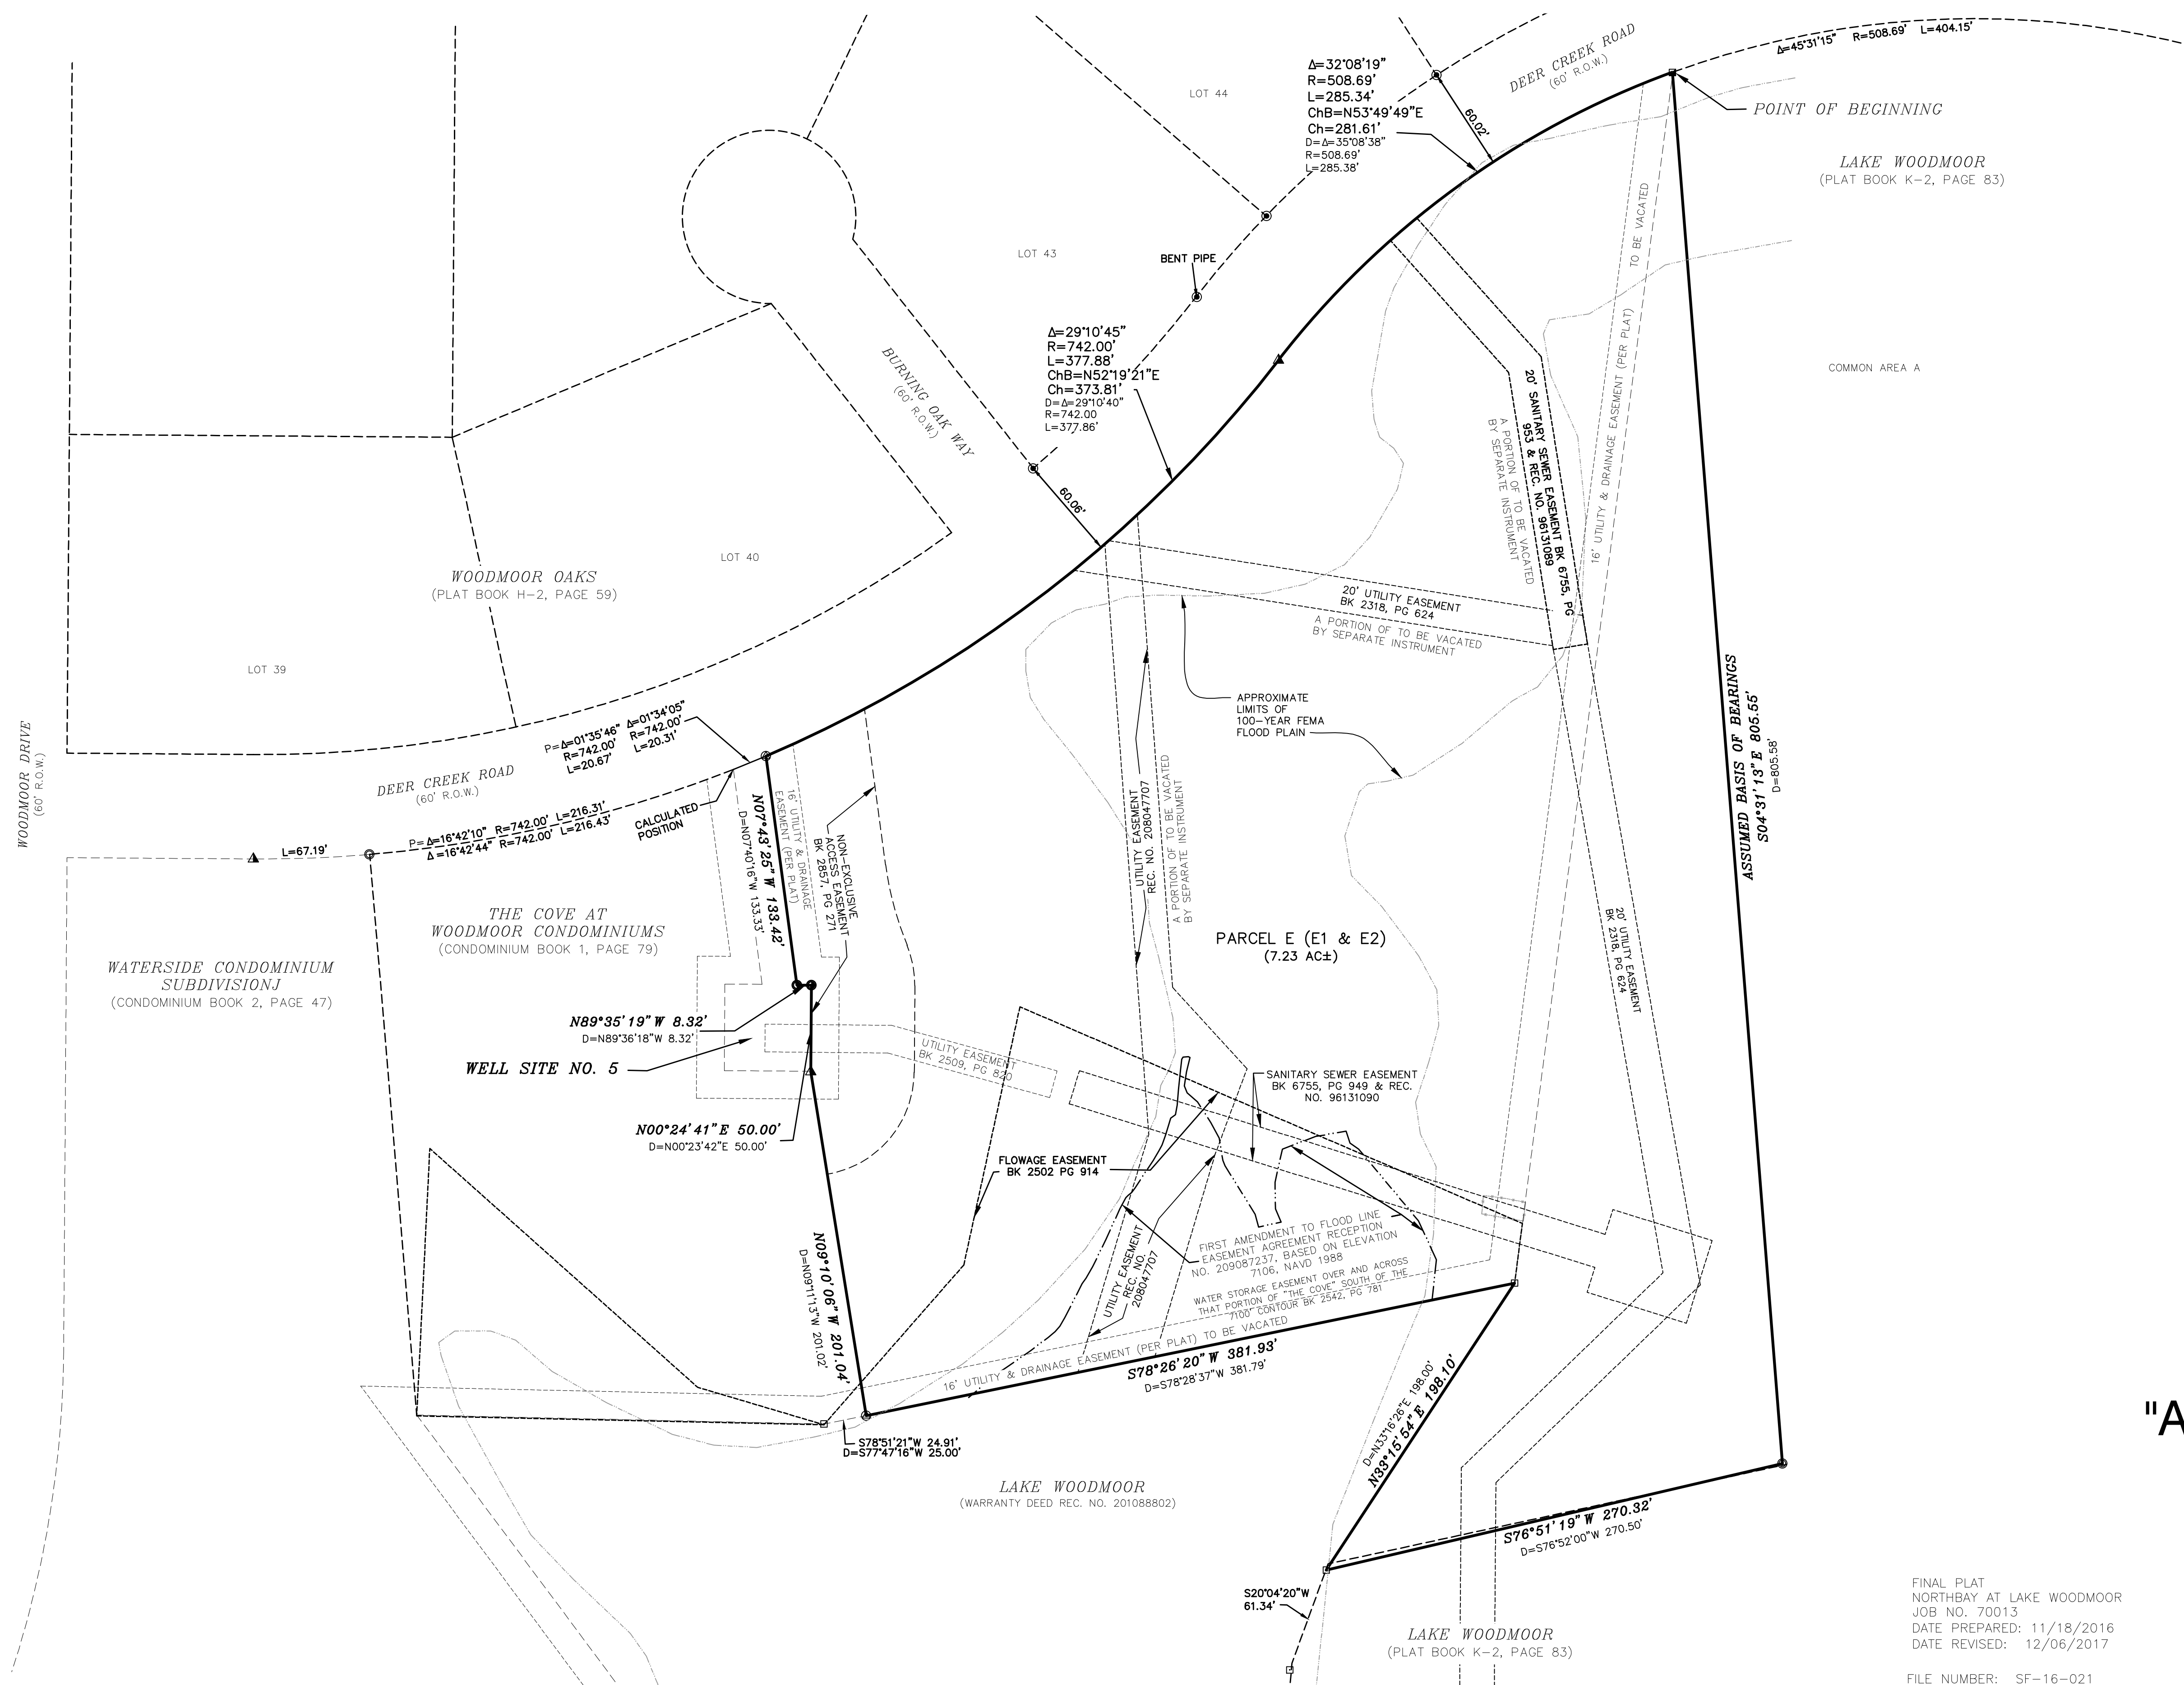 Δ=45°31'15" R=508.69' L=404.15'
DEER CREEK ROAD
(60' R.O.W.)
Δ=32°08'19"
R=508.69'
L=285.34'
ChB=N53°49'49"E
Ch=281.61'
D=Δ=35°08'38"
R=508.69'
L=285.38'
60.02'
POINT OF BEGINNING
LOT 44
LAKE WOODMOOR
(PLAT BOOK K-2, PAGE 83)
TO BE VACATED
16' UTILITY & DRAINAGE EASEMENT (PER PLAT)
LOT 43
BENT PIPE
COMMON AREA A
Δ=29°10'45"
R=742.00'
L=377.88'
ChB=N52°19'21"E
Ch=373.81'
D=Δ=29°10'40"
R=742.00
L=377.86'
BURNING OAK WAY
(60' R.O.W.)
60.06'
20' SANITARY SEWER EASEMENT BK 6755, PG
953 & REC. NO. 96131089
A PORTION OF TO BE VACATED
BY SEPARATE INSTRUMENT
LOT 40
WOODMOOR OAKS
(PLAT BOOK H-2, PAGE 59)
20' UTILITY EASEMENT
BK 2318, PG 624
A PORTION OF TO BE VACATED
BY SEPARATE INSTRUMENT
LOT 39
ASSUMED BASIS OF BEARINGS
S04°31'13"E 805.55'
D=805.58'
APPROXIMATE
LIMITS OF
100-YEAR FEMA
FLOOD PLAIN
WOODMOOR DRIVE
(60' R.O.W.)
P=Δ=01°35'46" Δ=01°34'05"
R=742.00' R=742.00'
L=20.67' L=20.31'
DEER CREEK ROAD
(60' R.O.W.)
CALCULATED
POSITION
P=Δ=16°42'10" R=742.00' L=216.31'
Δ=16°42'44" R=742.00' L=216.43'
L=67.19'
N07°43'25"W 133.42'
D=N07°40'16"W 133.33'
16' UTILITY & DRAINAGE
EASEMENT (PER PLAT)
NON-EXCLUSIVE
ACCESS EASEMENT
BK 2857, PG 271
UTILITY EASEMENT
REC. NO. 208047707
A PORTION OF TO BE VACATED
BY SEPARATE INSTRUMENT
THE COVE AT
WOODMOOR CONDOMINIUMS
(CONDOMINIUM BOOK 1, PAGE 79)
PARCEL E (E1 & E2)
(7.23 AC±)
20' UTILITY EASEMENT
BK 2318, PG 624
WATERSIDE CONDOMINIUM
SUBDIVISIONJ
(CONDOMINIUM BOOK 2, PAGE 47)
N89°35'19"W 8.32'
D=N89°36'18"W 8.32'
WELL SITE NO. 5
UTILITY EASEMENT
BK 2509, PG 820
SANITARY SEWER EASEMENT
BK 6755, PG 949 & REC.
NO. 96131090
N00°24'41"E 50.00'
D=N00°23'42"E 50.00'
FLOWAGE EASEMENT
BK 2502 PG 914
N09°10'06"W 201.04'
D=N09°11'13"W 201.02'
UTILITY EASEMENT
REC. NO.
208047707
FIRST AMENDMENT TO FLOOD LINE
EASEMENT AGREEMENT RECEPTION
NO. 209087237, BASED ON ELEVATION
7106, NAVD 1988
WATER STORAGE EASEMENT OVER AND ACROSS
THAT PORTION OF "THE COVE" SOUTH OF THE
7100' CONTOUR BK 2542, PG 781
16' UTILITY & DRAINAGE EASEMENT (PER PLAT) TO BE VACATED
S78°26'20"W 381.93'
D=S78°28'37"W 381.79'
D=N33°16'26"E 198.00'
N33°15'54"E 198.10'
"A
S78°51'21"W 24.91'
D=S77°47'16"W 25.00'
LAKE WOODMOOR
(WARRANTY DEED REC. NO. 201088802)
S76°51'19"W 270.32'
D=S76°52'00"W 270.50'
S20°04'20"W
61.34'
LAKE WOODMOOR
(PLAT BOOK K-2, PAGE 83)
FINAL PLAT
NORTHBAY AT LAKE WOODMOOR
JOB NO. 70013
DATE PREPARED: 11/18/2016
DATE REVISED: 12/06/2017
FILE NUMBER: SF-16-021